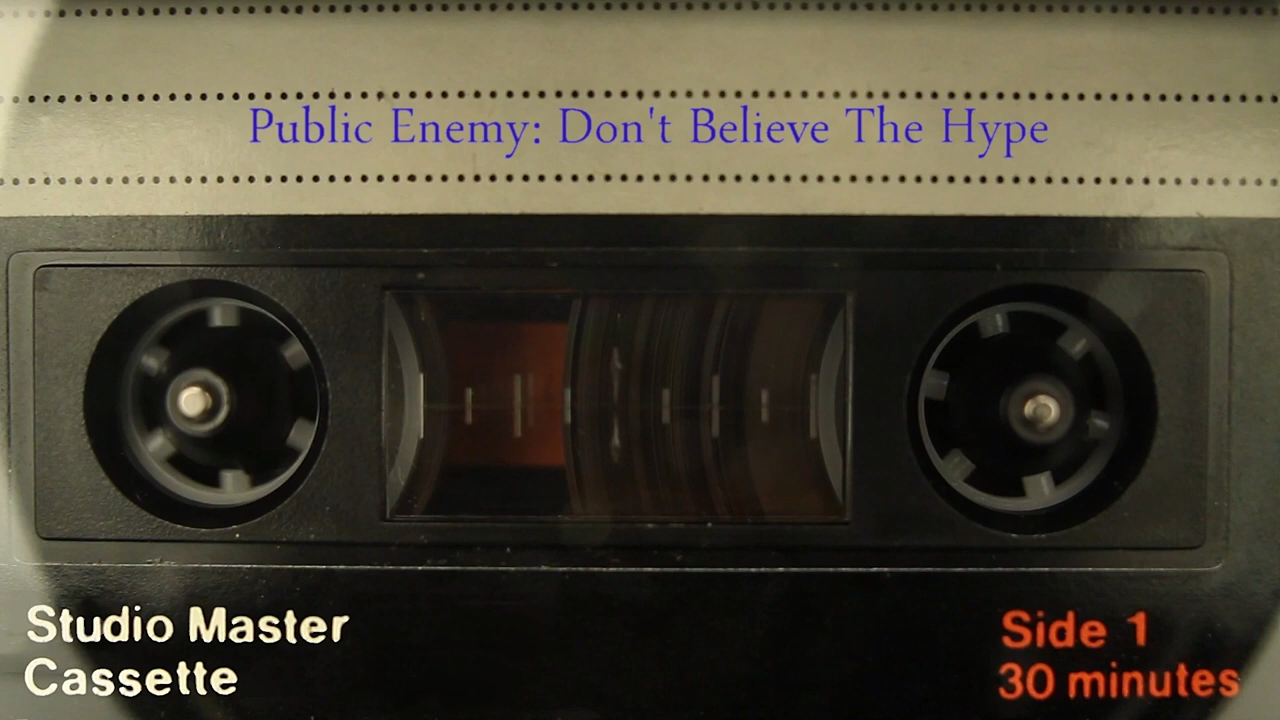 Public Enemy: Don't Believe The Hype
Studio Master
Cassette
Side 1
30 minutes